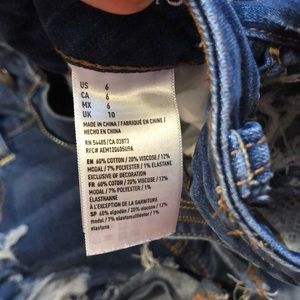 US 6
CA 6
MX 6
UK 10
MADE IN CHINA / FABRIQUÉ EN CHINE /
HECHO EN CHINA
RN 54485/CA 03873
RFC# AEM1206050J9A
EN 60% COTTON / 20% VISCOSE / 12%
MODAL / 7% POLYESTER / 1% ELASTANE
EXCLUSIVE OF DECORATION
FR 60% COTON / 20% VISCOSE / 12%
MODAL / 7% POLYESTER / 1% ELASTHANNE
À L'EXCEPTION DE LA GARNITURE
SP 60% algodón / 20% viscosa / 12%
modal / 7% / 1%